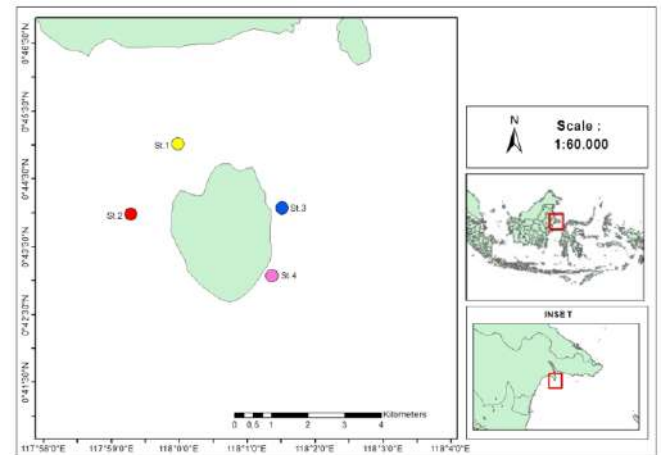 0°46'30"N
0°45'30"N
0°44'30"N
0°43'30"N
0°42'30"N
0°41'30"N
St.1
St.2
St.3
St.4
Kilometers
0 0.5 1 2 3 4
117°58'0"E 117°59'0"E 118°0'0"E 118°1'0"E 118°2'0"E 118°3'0"E 118°4'0"E
N
Scale :
1:60.000
INSET